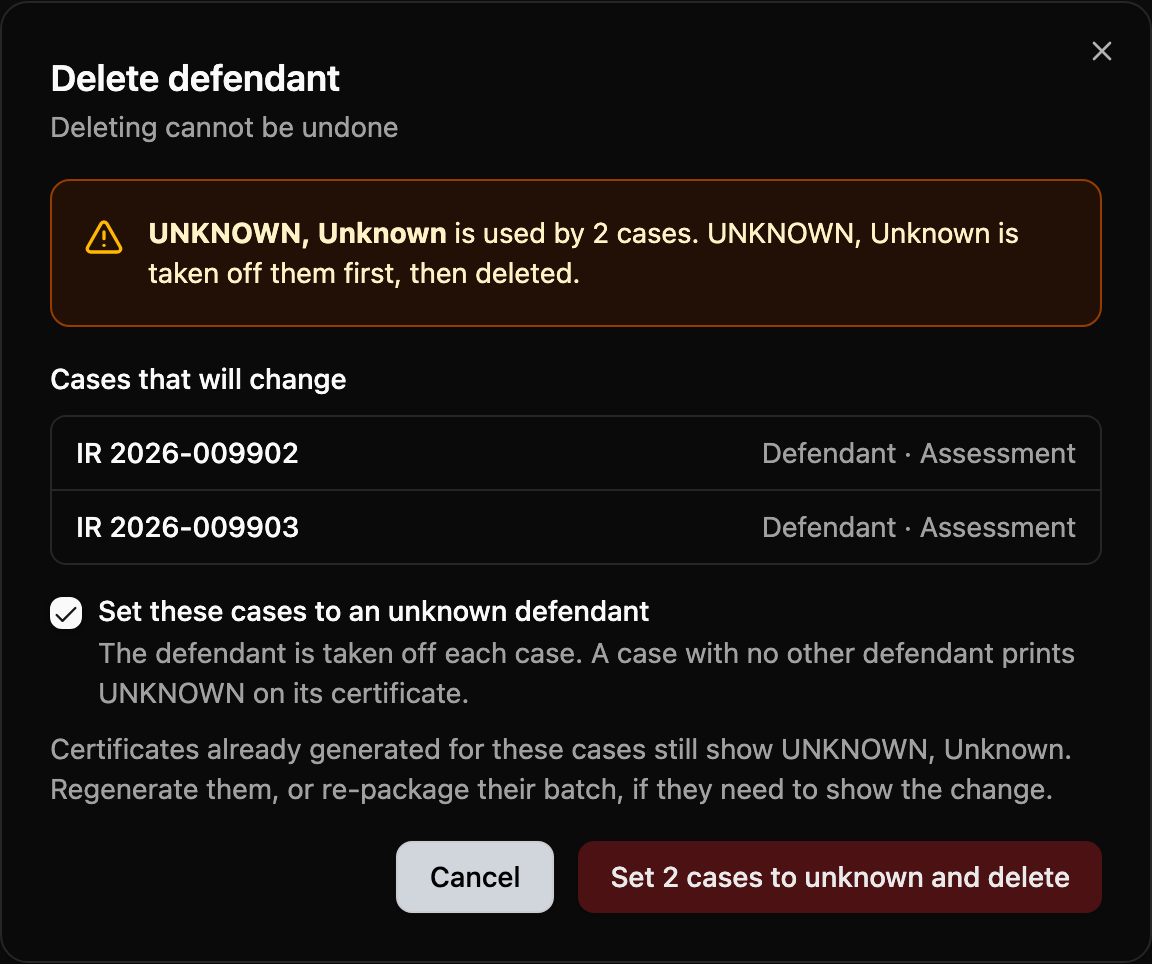 Delete defendant
Deleting cannot be undone
UNKNOWN, Unknown is used by 2 cases. UNKNOWN, Unknown is
taken off them first, then deleted.
Cases that will change
IR 2026-009902 Defendant · Assessment
IR 2026-009903 Defendant · Assessment
Set these cases to an unknown defendant
The defendant is taken off each case. A case with no other defendant prints
UNKNOWN on its certificate.
Certificates already generated for these cases still show UNKNOWN, Unknown.
Regenerate them, or re-package their batch, if they need to show the change.
Cancel Set 2 cases to unknown and delete